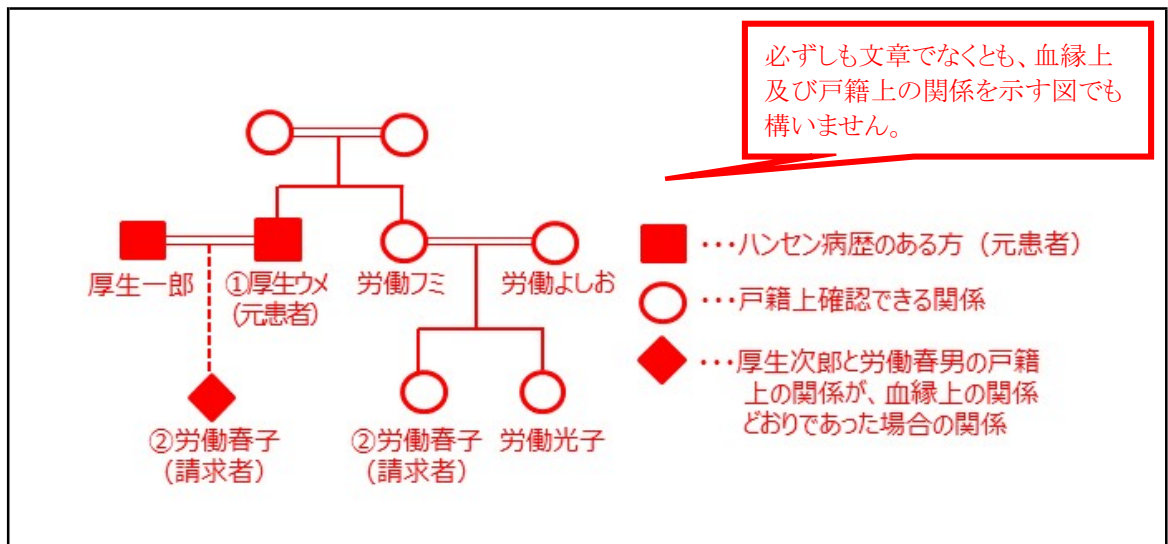 必ずしも文章でなくとも、血縁上
及び戸籍上の関係を示す図でも
構いません。
厚生一郎
①厚生ウメ
（元患者）
労働フミ
労働よしお
②労働春子
（請求者）
②労働春子
（請求者）
労働光子
・・・ハンセン病歴のある方（元患者）
・・・戸籍上確認できる関係
・・・厚生次郎と労働春男の戸籍
上の関係が、血縁上の関係
どおりであった場合の関係